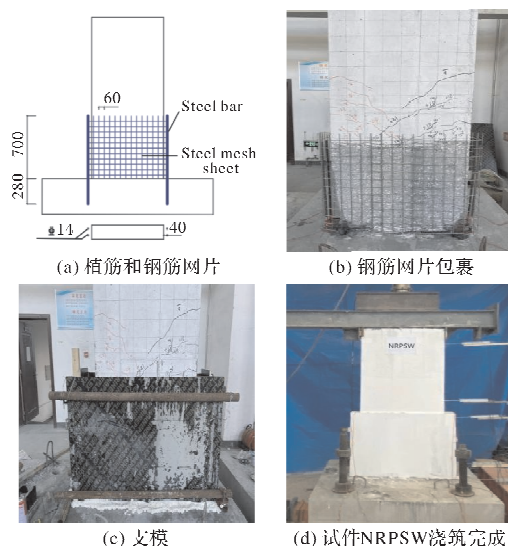 60
Steel bar
700
Steel mesh
sheet
280
Φ14
40
(a) 植筋和钢筋网片
(b) 钢筋网片包裹
(c) 支模
NRPSW
(d) 试件NRPSW浇筑完成